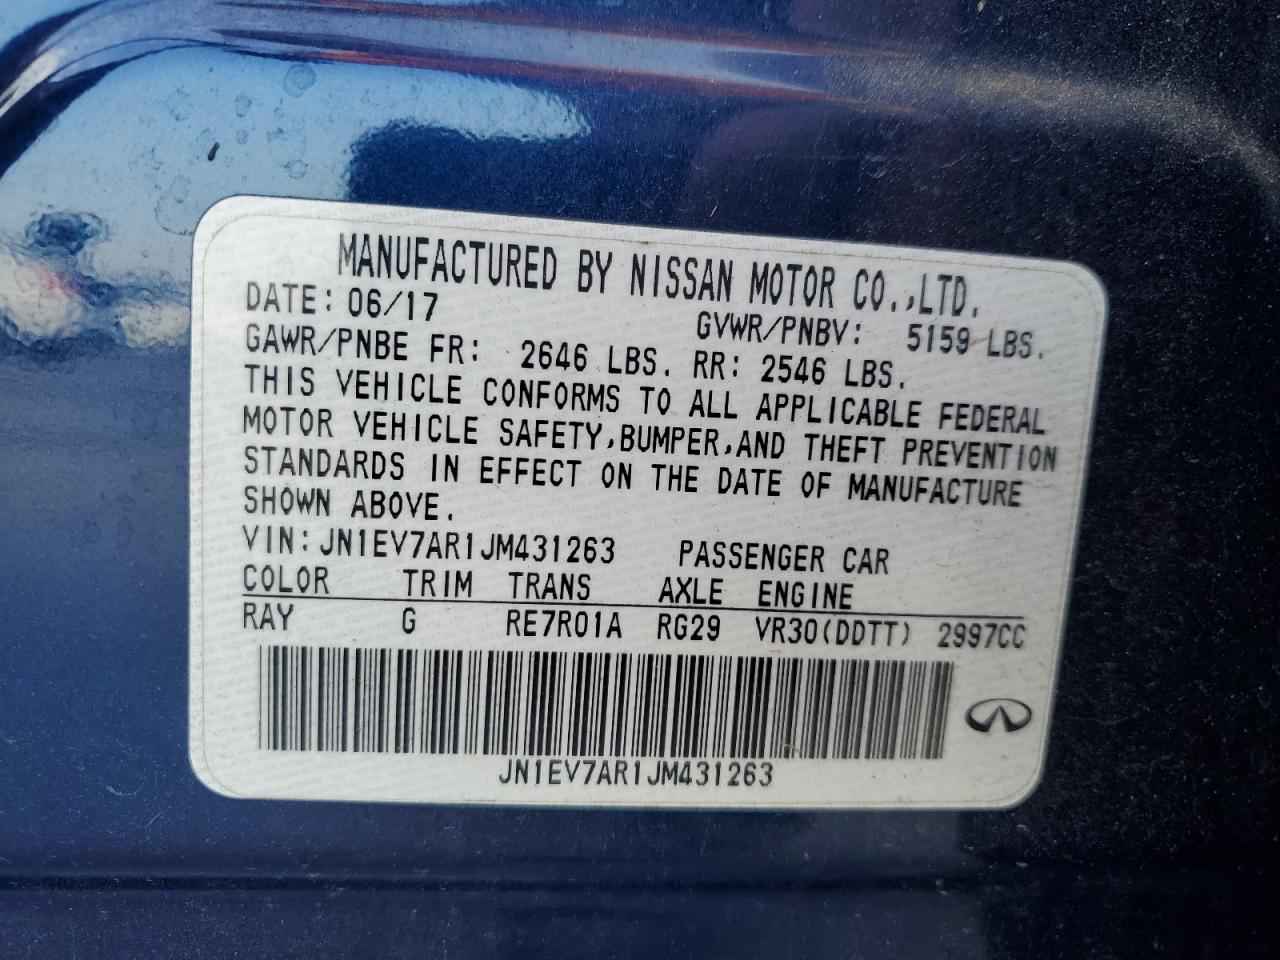 MANUFACTURED BY NISSAN MOTOR CO.,LTD.
DATE: 06/17 GVWR/PNBV: 5159 LBS.
GAWR/PNBE FR: 2646 LBS. RR: 2546 LBS.
THIS VEHICLE CONFORMS TO ALL APPLICABLE FEDERAL
MOTOR VEHICLE SAFETY,BUMPER,AND THEFT PREVENTION
STANDARDS IN EFFECT ON THE DATE OF MANUFACTURE
SHOWN ABOVE.
VIN:JN1EV7AR1JM431263 PASSENGER CAR
COLOR TRIM TRANS AXLE ENGINE
RAY G RE7R01A RG29 VR30(DDTT) 2997CC
JN1EV7AR1JM431263